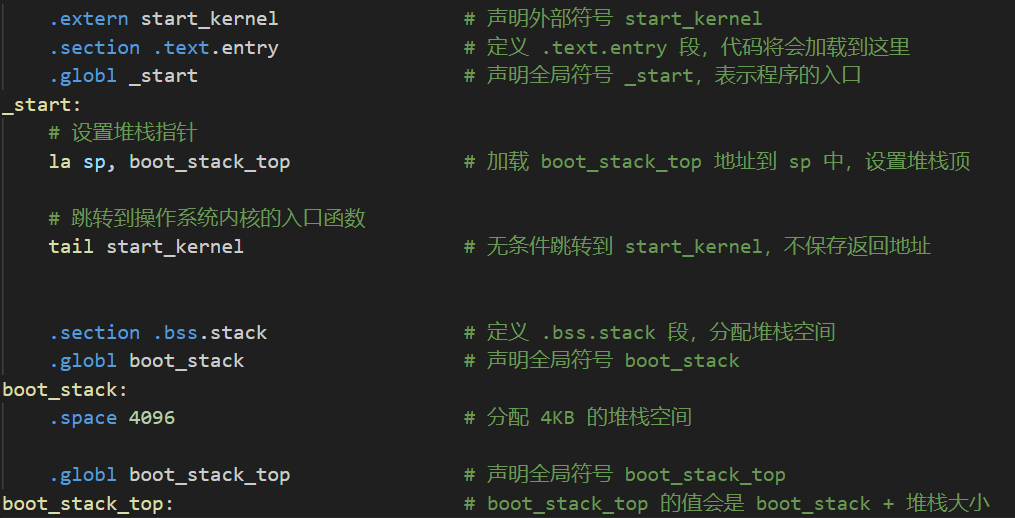 .extern start_kernel # 声明外部符号 start_kernel
.section .text.entry # 定义 .text.entry 段，代码将会加载到这里
.globl _start # 声明全局符号 _start，表示程序的入口
_start:
# 设置堆栈指针
la sp, boot_stack_top # 加载 boot_stack_top 地址到 sp 中，设置堆栈顶
# 跳转到操作系统内核的入口函数
tail start_kernel # 无条件跳转到 start_kernel，不保存返回地址
.section .bss.stack # 定义 .bss.stack 段，分配堆栈空间
.globl boot_stack # 声明全局符号 boot_stack
boot_stack:
.space 4096 # 分配 4KB 的堆栈空间
.globl boot_stack_top # 声明全局符号 boot_stack_top
boot_stack_top: # boot_stack_top 的值会是 boot_stack + 堆栈大小